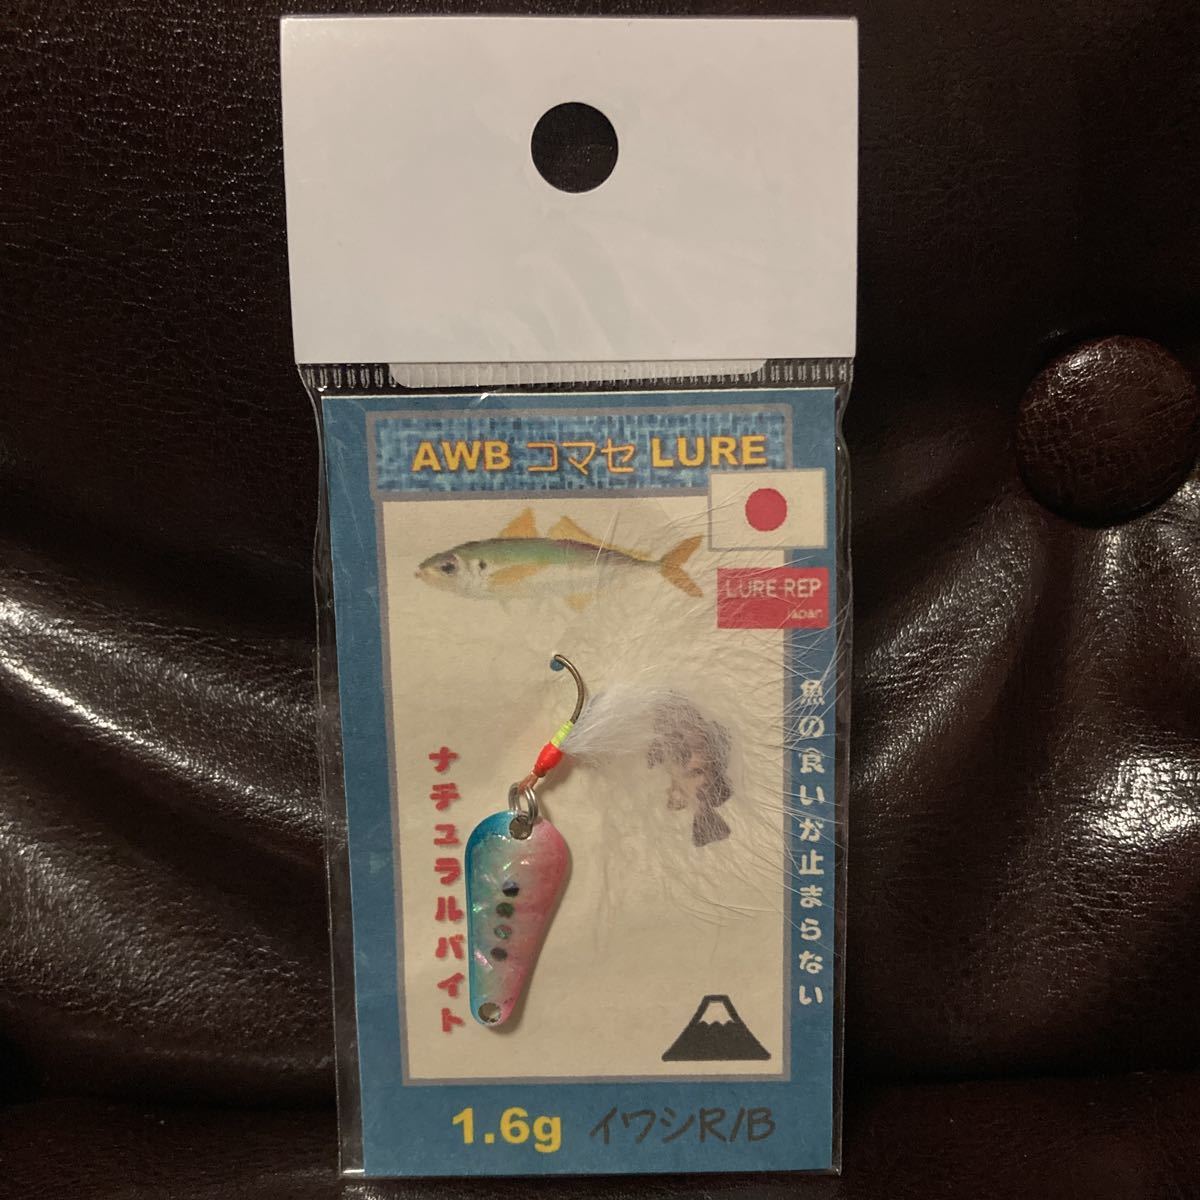 AWB コマセ LURE
LURE REP
Japan
魚の食いが止まらない
ナチュラルバイト
1.6g イワシR/B